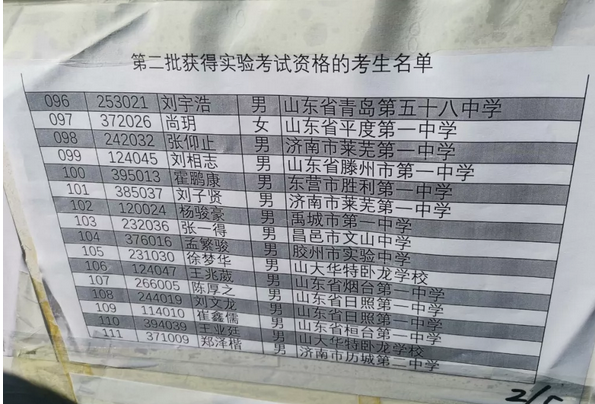 第二批获得实验考试资格的考生名单
096 253021 刘宇浩 男 山东省青岛第五十八中学
097 372026 尚玥 女 山东省平度第一中学
098 242032 张仰止 男 济南市莱芜第一中学
099 124045 刘相志 男 山东省滕州市第一中学
100 395013 霍鹏康 男 东营市胜利第一中学
101 385037 刘子贤 男 济南市莱芜第一中学
102 120024 杨骏豪 男 禹城市第一中学
103 232036 张一得 男 昌邑市文山中学
104 376016 孟繁骏 男 胶州市实验中学
105 231030 徐梦华 男 山大华特卧龙学校
106 124047 王兆葳 男 山东省烟台第一中学
107 266005 陈厚之 男 山东省日照第一中学
108 244019 刘文龙 男 山东省日照第一中学
109 114010 崔鑫儒 男 山东省桓台第一中学
110 394039 王业廷 男 山大华特卧龙学校
111 371009 郑泽楷 男 济南市历城第二中学
2/5